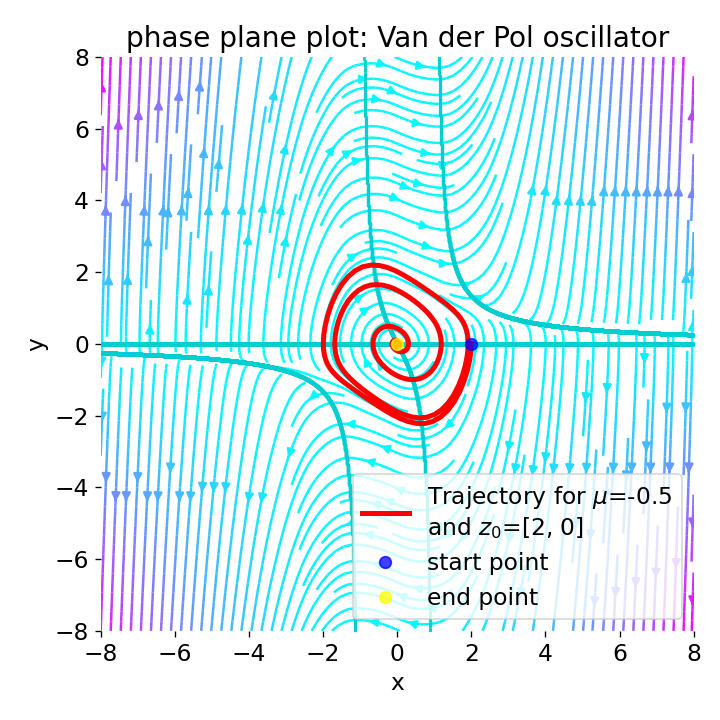 phase plane plot: Van der Pol oscillator
8
6
4
2
0
−2
−4
−6
−8
y
Trajectory for μ=-0.5
and z₀=[2, 0]
start point
end point
−8 −6 −4 −2 0 2 4 6 8
x